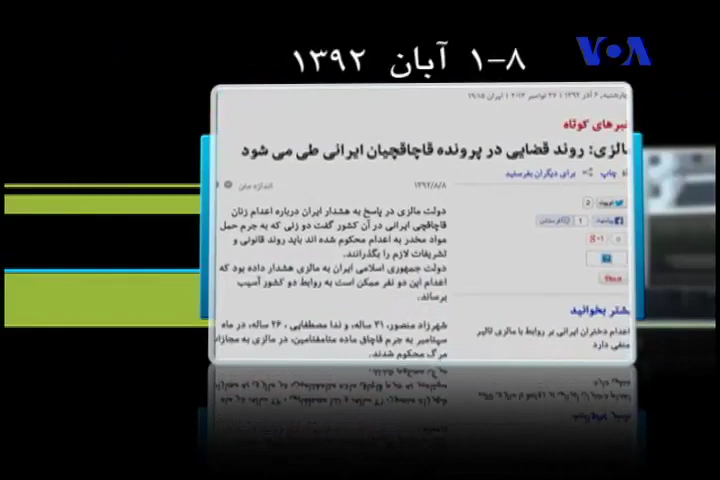 VOA
۱-۸ آبان ۱۳۹۲
۶ آذر ۱۳۹۲
خبرهای کوتاه
مالزی: روند قضایی در پرونده قاچاقچیان ایرانی طی می شود
چاپ برای دیگران بفرستید
۱۳۹۲/۸/۸ اندازه متن
دولت مالزی در پاسخ به هشدار ایران درباره اعدام زنان
قاچاقچی ایرانی در آن کشور گفت دو زنی که به جرم حمل
مواد مخدر به اعدام محکوم شده اند باید روند قانونی و
تشریفات لازم را بگذرانند.
دولت جمهوری اسلامی ایران به مالزی هشدار داده بود که
اعدام این دو نفر ممکن است به روابط دو کشور آسیب
برساند.
شهرزاد منصور، ۳۱ ساله، و ندا مصطفایی، ۲۶ ساله، در ماه
سپتامبر به جرم قاچاق ماده متامفتامین، در مالزی به مجازات
مرگ محکوم شدند.
بیشتر بخوانید
اعدام دختران ایرانی بر روابط با مالزی تاثیر
منفی دارد